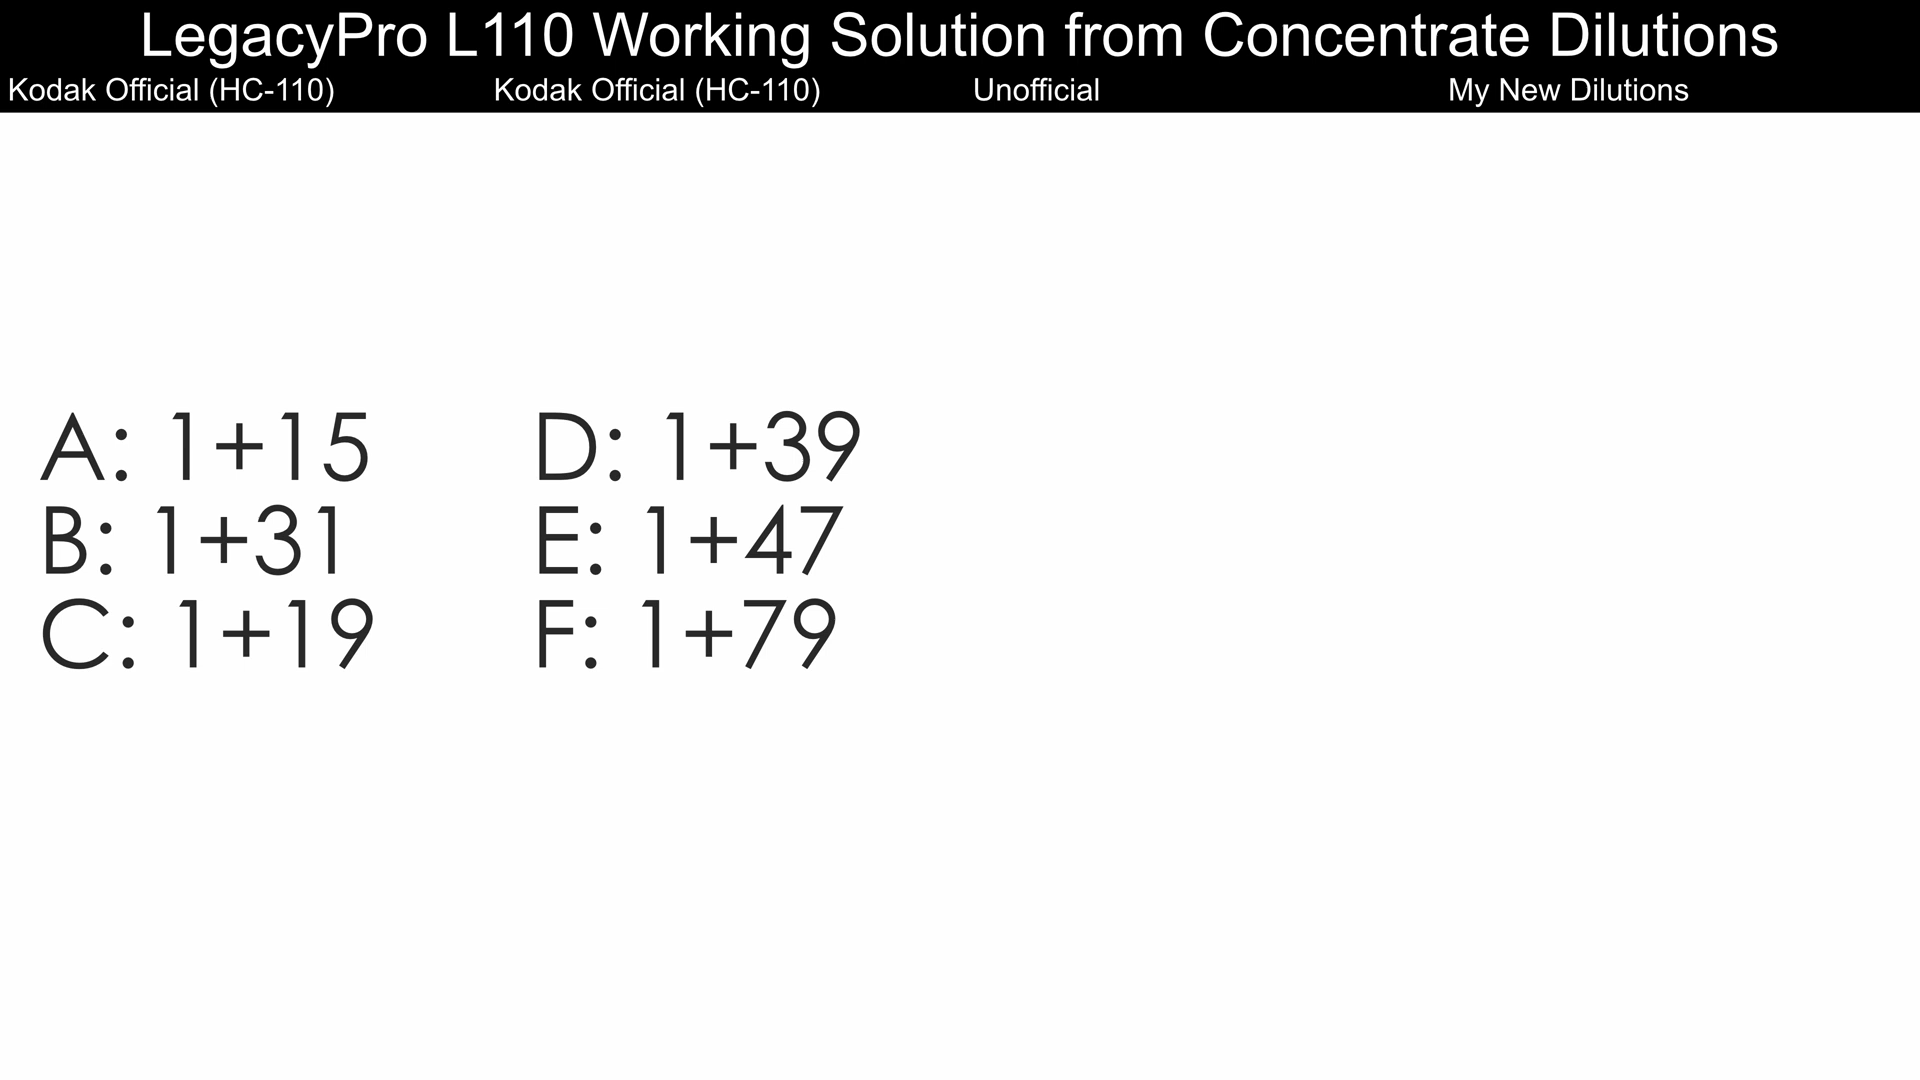 LegacyPro L110 Working Solution from Concentrate Dilutions
Kodak Official (HC-110)
Kodak Official (HC-110)
Unofficial
My New Dilutions
A: 1+15
B: 1+31
C: 1+19
D: 1+39
E: 1+47
F: 1+79